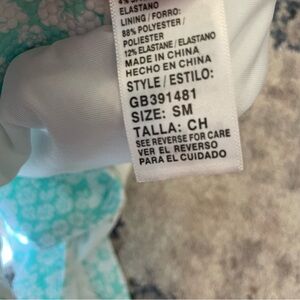 ELASTANO
LINING / FORRO:
88% POLYESTER /
POLIESTER
12% ELASTANE / ELASTANO
MADE IN CHINA
HECHO EN CHINA
STYLE / ESTILO:
GB391481
SIZE: SM
TALLA: CH
SEE REVERSE FOR CARE
VER EL REVERSO
PARA EL CUIDADO